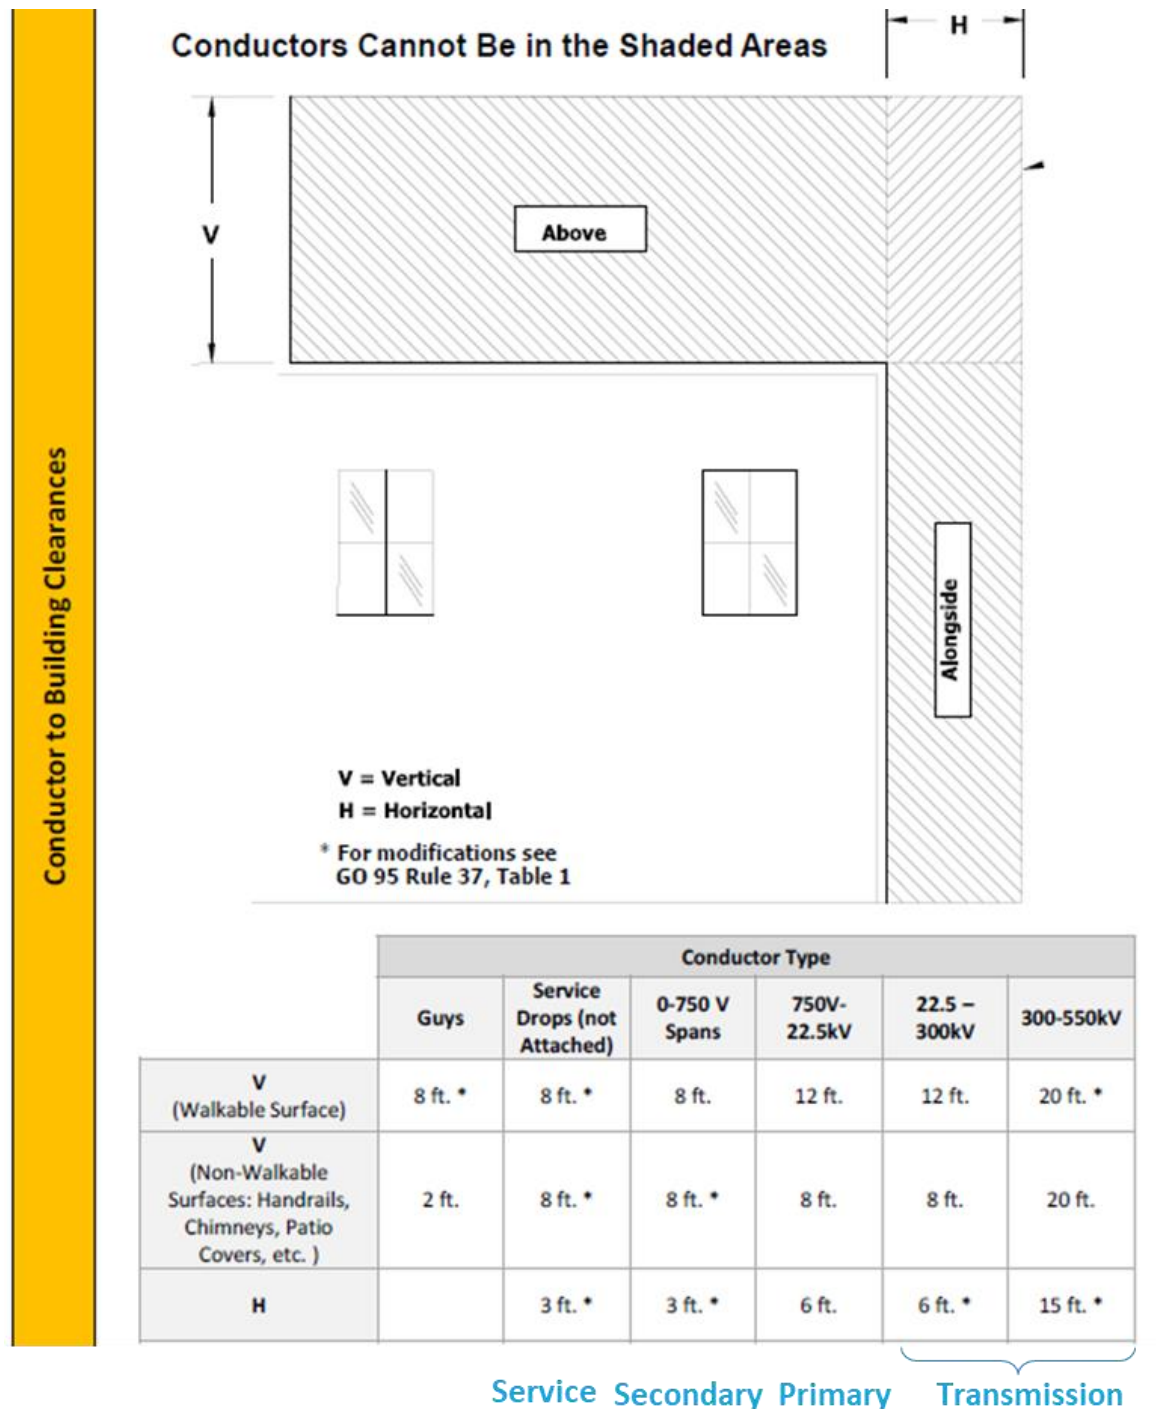 Conductor to Building Clearances
Conductors Cannot Be in the Shaded Areas
H
V
Above
Alongside
V = Vertical
H = Horizontal
* For modifications see
GO 95 Rule 37, Table 1
Conductor Type
Guys
Service
Drops (not
Attached)
0-750 V
Spans
750V-
22.5kV
22.5 –
300kV
300-550kV
V
(Walkable Surface)
8 ft. *
8 ft. *
8 ft.
12 ft.
12 ft.
20 ft. *
V
(Non-Walkable
Surfaces: Handrails,
Chimneys, Patio
Covers, etc. )
2 ft.
8 ft. *
8 ft. *
8 ft.
8 ft.
20 ft.
H
3 ft. *
3 ft. *
6 ft.
6 ft. *
15 ft. *
Service Secondary Primary Transmission